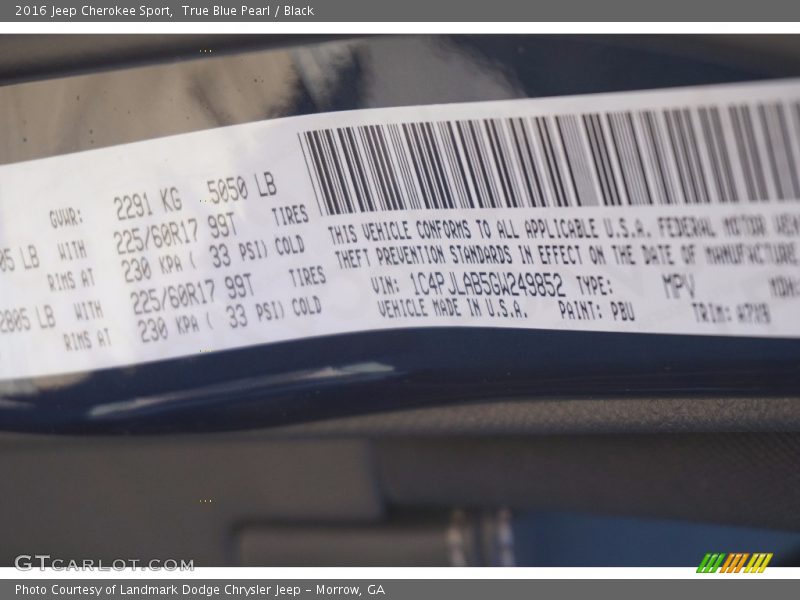 2016 Jeep Cherokee Sport, True Blue Pearl / Black
GVWR: 2291 KG 5050 LB
LB WITH 225/60R17 99T TIRES
RIMS AT 230 KPA ( 33 PSI) COLD
2805 LB WITH 225/60R17 99T TIRES
RIMS AT 230 KPA ( 33 PSI) COLD
THIS VEHICLE CONFORMS TO ALL APPLICABLE U.S.A. FEDERAL MOTOR
THEFT PREVENTION STANDARDS IN EFFECT ON THE DATE OF MANUFACTURE.
VIN: 1C4PJLAB5GW249852 TYPE: MPV
VEHICLE MADE IN U.S.A. PAINT: PBU TRIM:
GTCARLOT.COM
Photo Courtesy of Landmark Dodge Chrysler Jeep – Morrow, GA